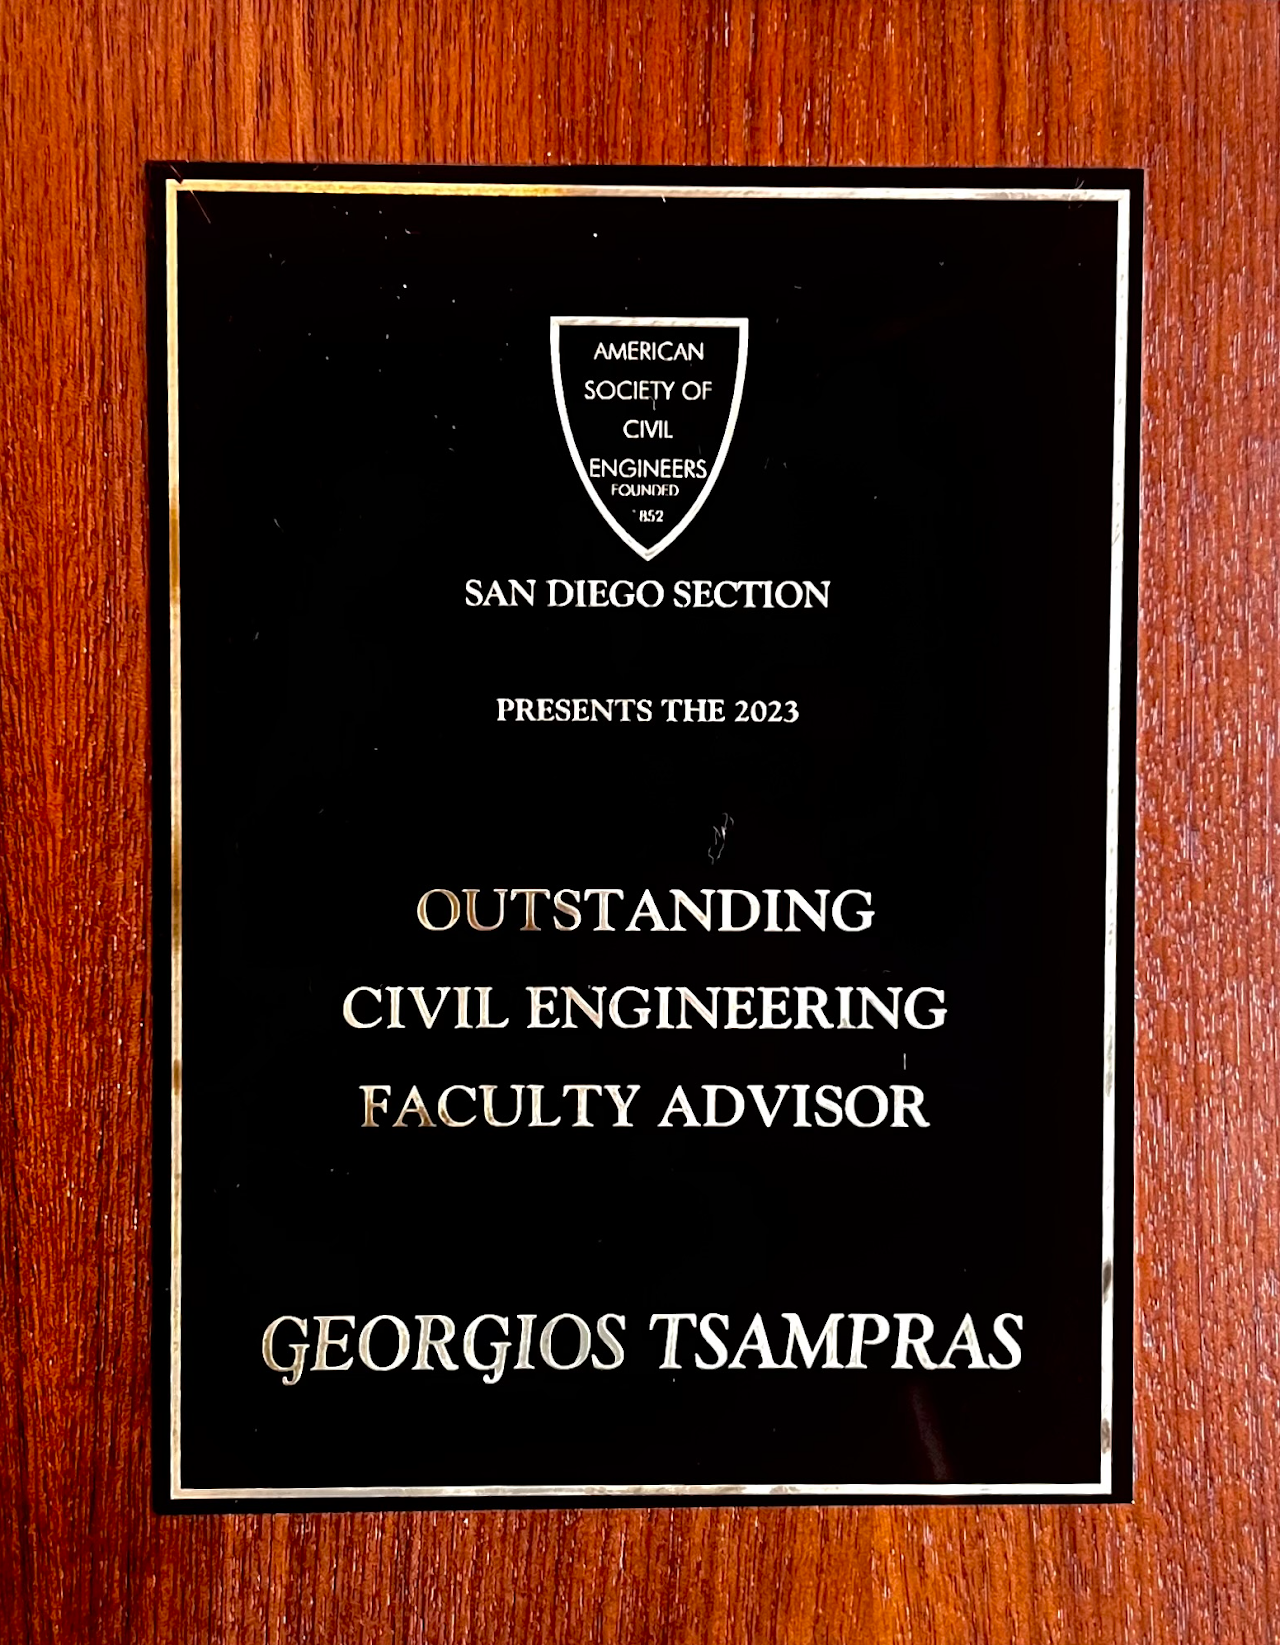 AMERICAN
SOCIETY OF
CIVIL
ENGINEERS
FOUNDED
1852
SAN DIEGO SECTION
PRESENTS THE 2023
OUTSTANDING
CIVIL ENGINEERING
FACULTY ADVISOR
GEORGIOS TSAMPRAS